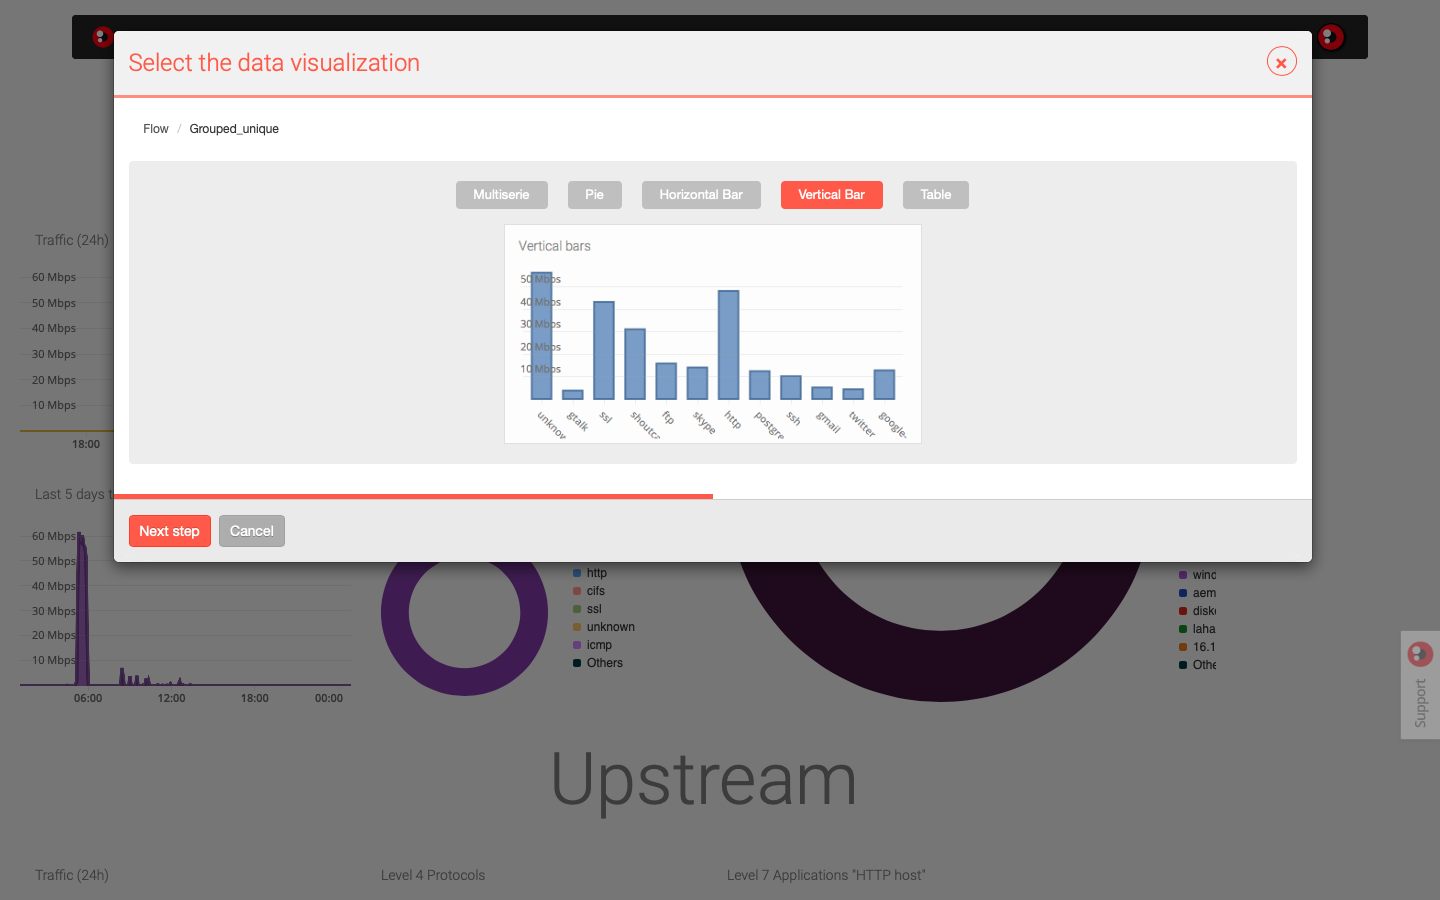 Select the data visualization
Flow / Grouped_unique
Multiserie Pie Horizontal Bar Vertical Bar Table
Vertical bars
50 Mbps
40 Mbps
30 Mbps
20 Mbps
10 Mbps
unknow gtalk ssl shoutca ftp skype http postgre ssh gmail twitter google-
Next step Cancel
Traffic (24h)
60 Mbps
50 Mbps
40 Mbps
30 Mbps
20 Mbps
10 Mbps
18:00
Last 5 days t
60 Mbps
50 Mbps
40 Mbps
30 Mbps
20 Mbps
10 Mbps
06:00 12:00 18:00 00:00
http
cifs
ssl
unknown
icmp
Others
wind
aem
disk
laha
16.1
Othe
Support
Upstream
Traffic (24h) Level 4 Protocols Level 7 Applications "HTTP host"